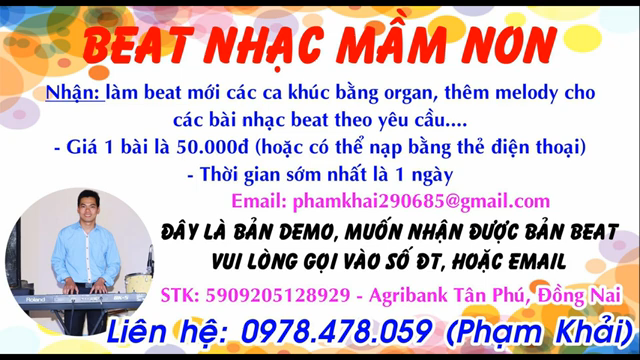 BEAT NHẠC MẦM NON
Nhận: làm beat mới các ca khúc bằng organ, thêm melody cho
các bài nhạc beat theo yêu cầu....
- Giá 1 bài là 50.000đ (hoặc có thể nạp bằng thẻ điện thoại)
- Thời gian sớm nhất là 1 ngày
Email: phamkhai290685@gmail.com
ĐÂY LÀ BẢN DEMO, MUỐN NHẬN ĐƯỢC BẢN BEAT
VUI LÒNG GỌI VÀO SỐ ĐT, HOẶC EMAIL
Roland
STK: 5909205128929 - Agribank Tân Phú, Đồng Nai
Liên hệ: 0978.478.059 (Phạm Khải)